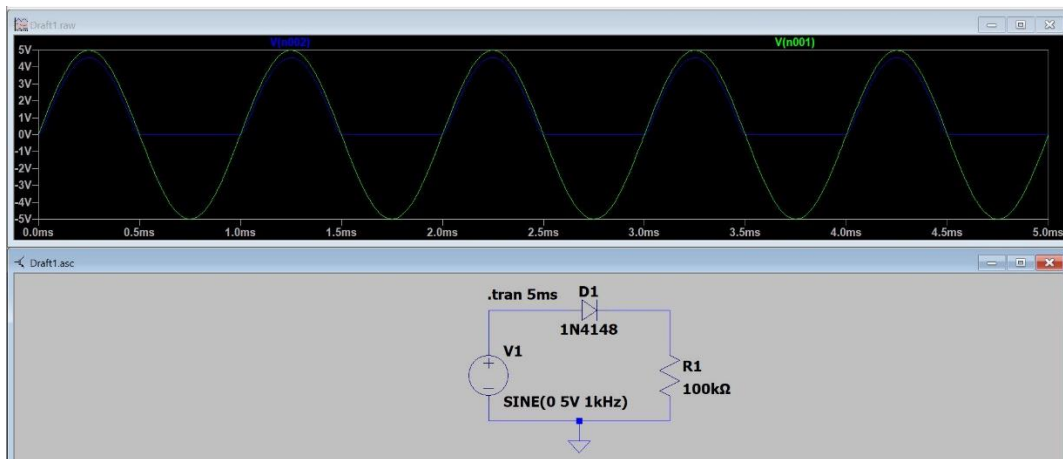 Draft1.raw
V(n002) V(n001)
5V
4V
3V
2V
1V
0V
-1V
-2V
-3V
-4V
-5V
0.0ms 0.5ms 1.0ms 1.5ms 2.0ms 2.5ms 3.0ms 3.5ms 4.0ms 4.5ms 5.0ms
Draft1.asc
.tran 5ms D1
1N4148
V1
R1
100kΩ
SINE(0 5V 1kHz)